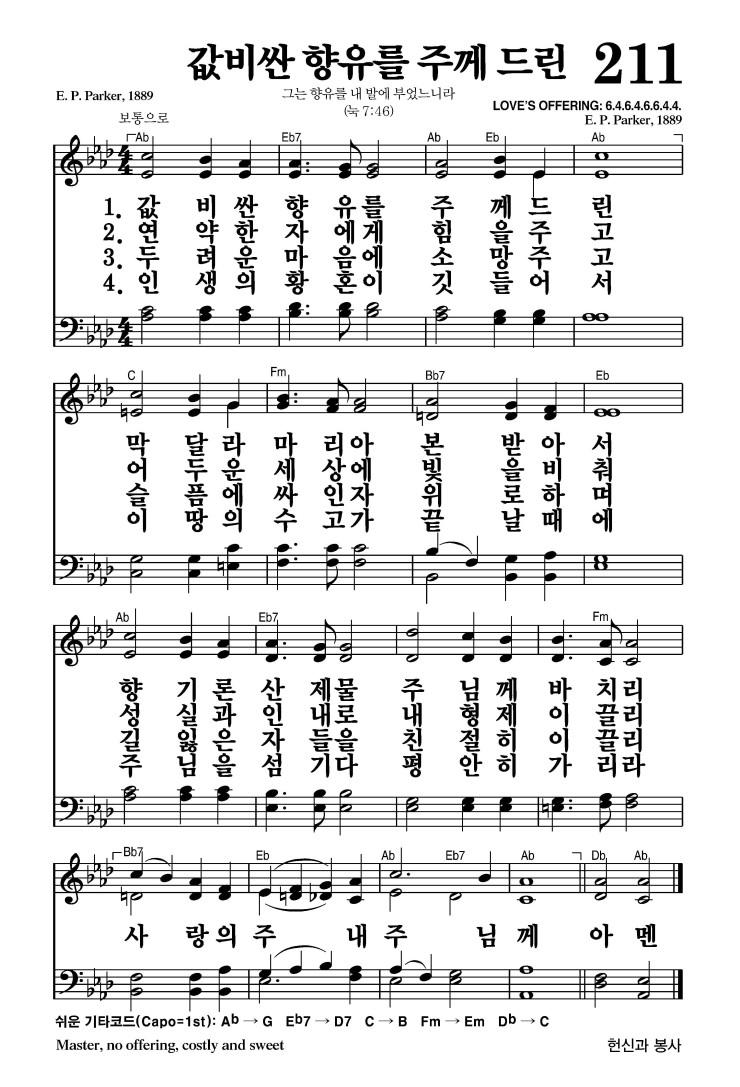 값비싼 향유를 주께 드린 211
E. P. Parker, 1889
그는 향유를 내 발에 부었느니라
(눅 7:46)
LOVE'S OFFERING: 6.4.6.4.6.6.4.4.
E. P. Parker, 1889
보통으로
Ab Eb7 Ab Eb Ab
1. 값 비 싼 향 유를 주 께 드 린
2. 연 약 한 자 에게 힘 을 주 고
3. 두 려 운 마 음에 소 망 주 고
4. 인 생 의 황 혼이 깃 들 어 서
C Fm Bb7 Eb
막 달 라 마 리아 본 받 아 서
어 두 운 세 상에 빛 을 비 춰
슬 픔 에 싸 인자 위 로 하 며
이 땅 의 수 고가 끝 날 때 에
Ab Eb7 Fm
향 기 론 산 제물 주 님 께 바 치리
성 실 과 인 내로 내 형 제 이 끌리
길 잃 은 자 들을 친 절 히 이 끌리
주 님 을 섬 기다 평 안 히 가 리라
Bb7 Eb Ab Eb7 Ab Db Ab
사 랑 의 주 내 주 님 께 아 멘
쉬운 기타코드(Capo=1st): Ab → G Eb7 → D7 C → B Fm → Em Db → C
Master, no offering, costly and sweet
헌신과 봉사